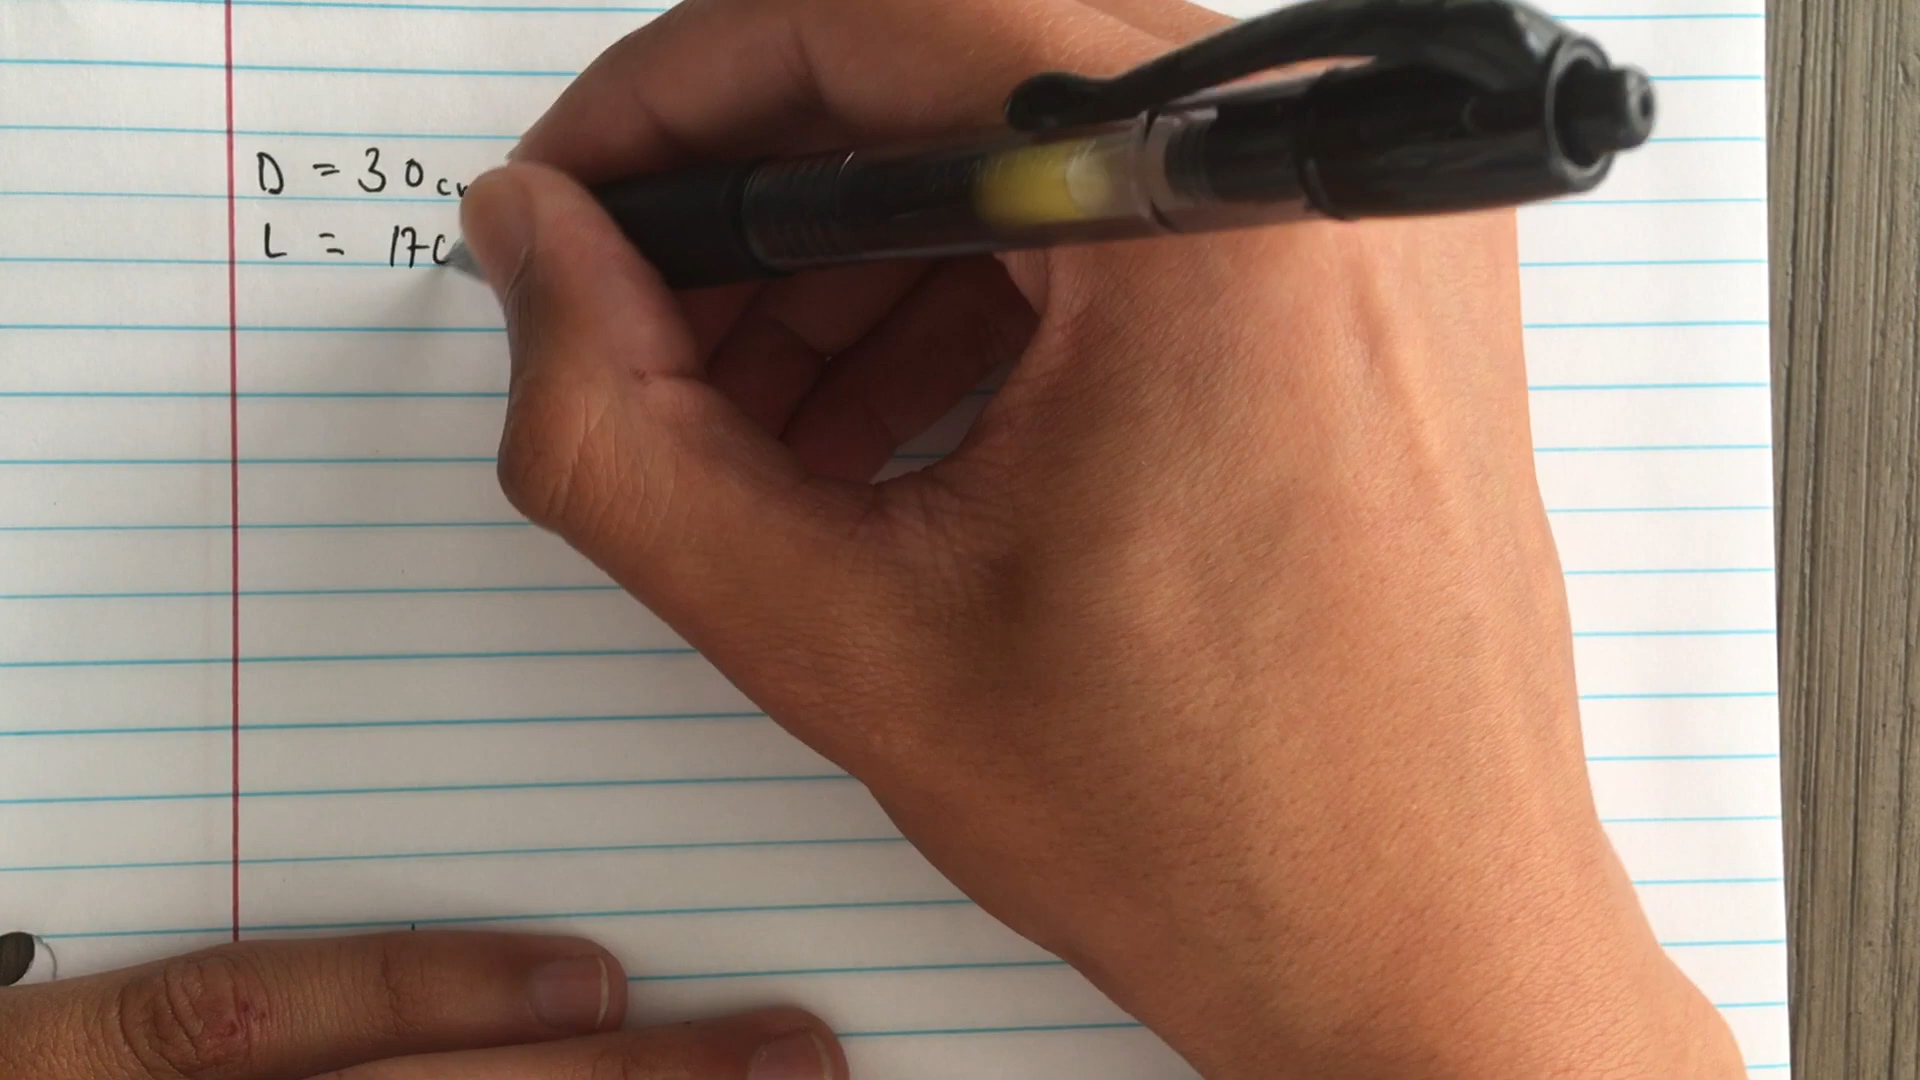 D = 30 c
L = 17